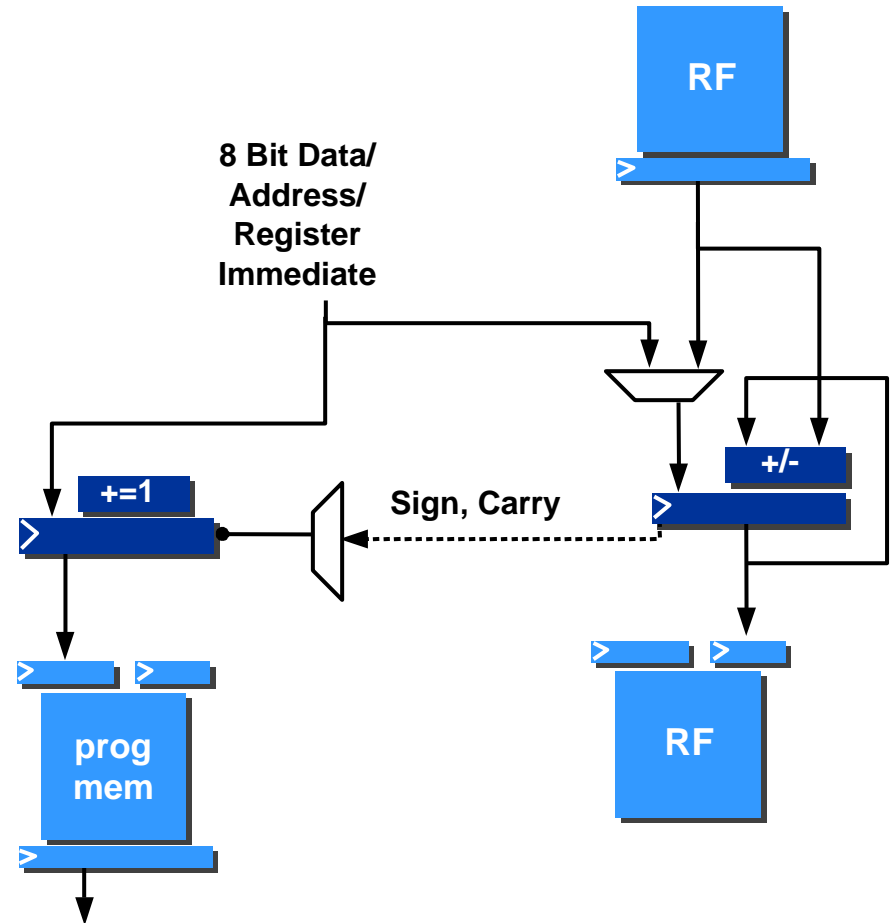 RF
8 Bit Data/
Address/
Register
Immediate
+/-
+=1
Sign, Carry
prog
mem
RF